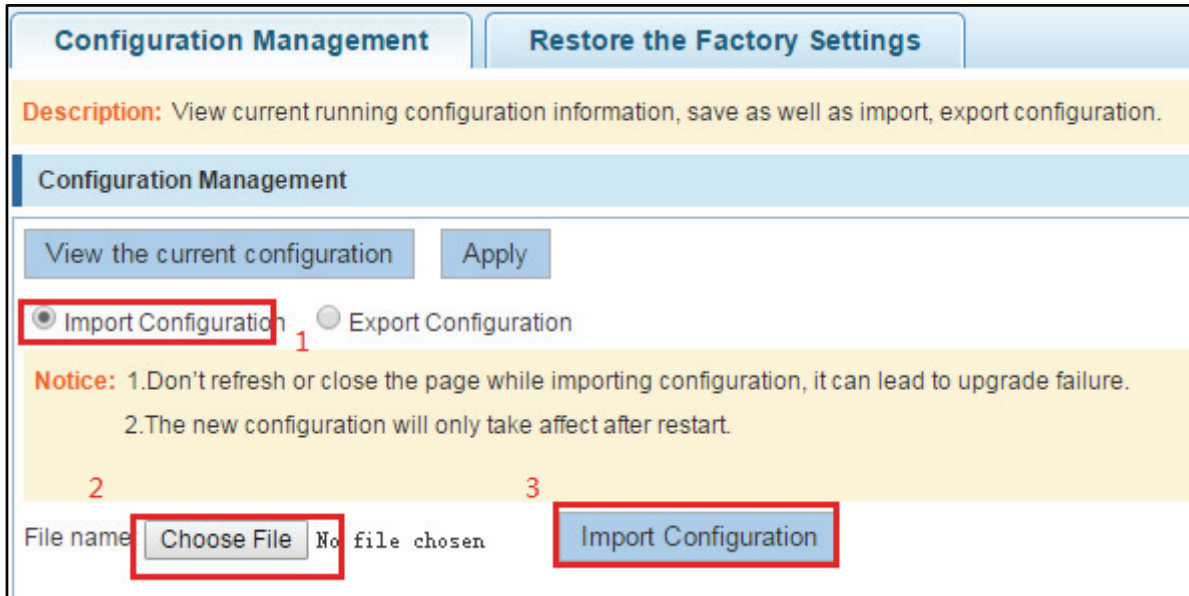 Configuration Management Restore the Factory Settings
Description: View current running configuration information, save as well as import, export configuration.
Configuration Management
View the current configuration Apply
Import Configuration 1 Export Configuration
Notice: 1.Don't refresh or close the page while importing configuration, it can lead to upgrade failure.
2.The new configuration will only take affect after restart.
2 3
File name Choose File No file chosen Import Configuration